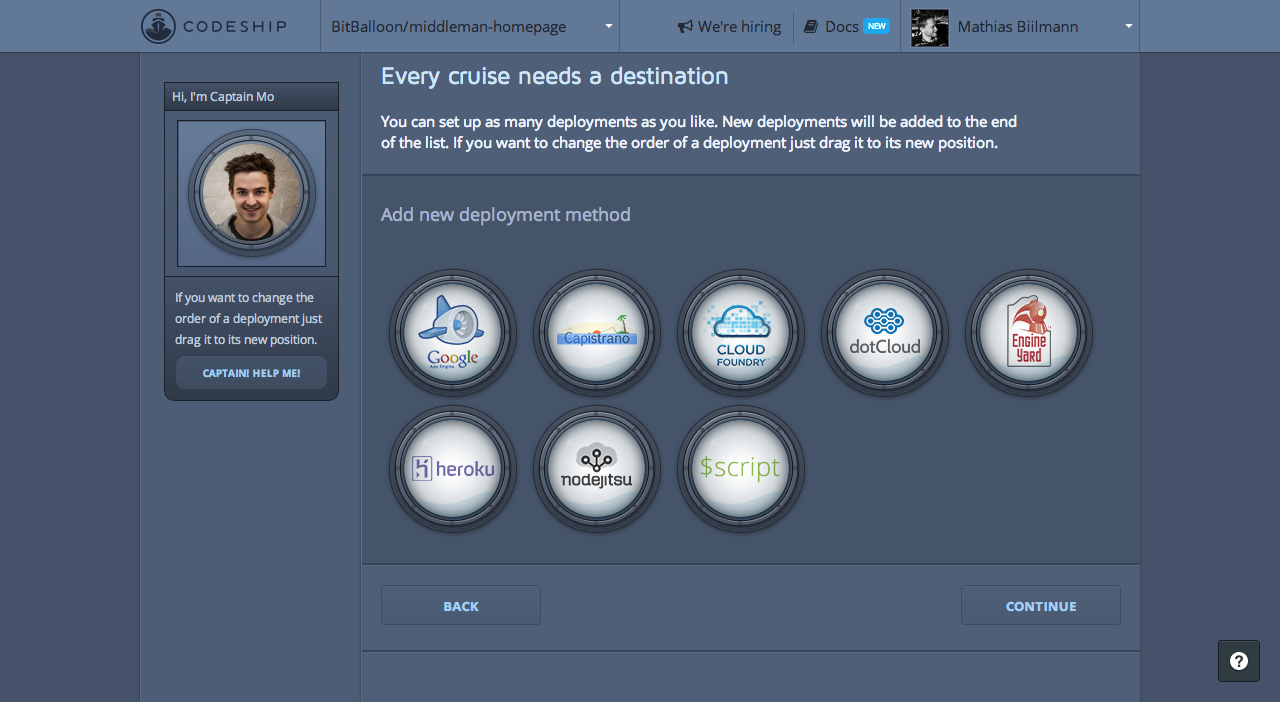 CODESHIP
BitBalloon/middleman-homepage
We're hiring
Docs NEW
Mathias Biilmann
Hi, I'm Captain Mo
If you want to change the
order of a deployment just
drag it to its new position.
CAPTAIN! HELP ME!
Every cruise needs a destination
You can set up as many deployments as you like. New deployments will be added to the end
of the list. If you want to change the order of a deployment just drag it to its new position.
Add new deployment method
Google
App Engine
Capistrano
CLOUD
FOUNDRY
dotCloud
Engine
Yard
heroku
nodejitsu
$script
BACK
CONTINUE
?